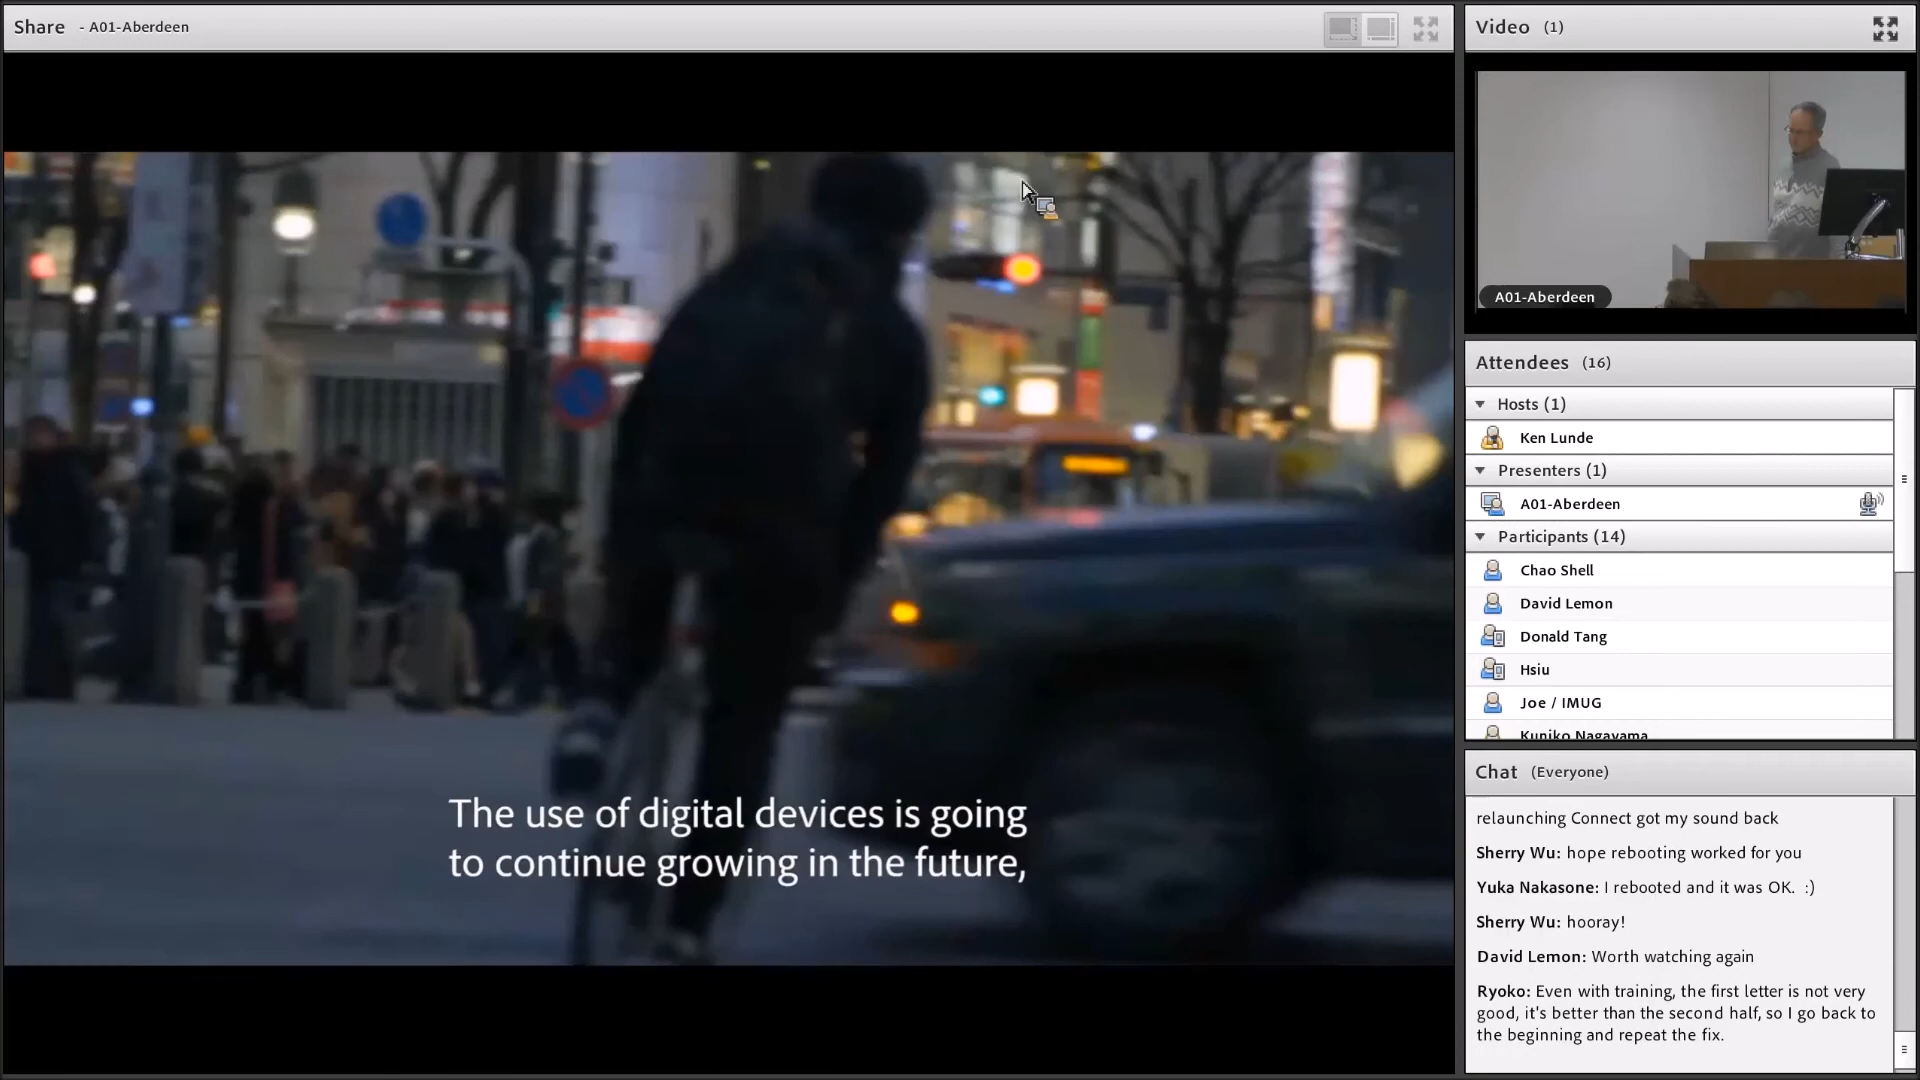 Share - A01-Aberdeen
The use of digital devices is going
to continue growing in the future,
Video (1)
A01-Aberdeen
Attendees (16)
Hosts (1)
Ken Lunde
Presenters (1)
A01-Aberdeen
Participants (14)
Chao Shell
David Lemon
Donald Tang
Hsiu
Joe / IMUG
Kuniko Nagayama
Chat (Everyone)
relaunching Connect got my sound back
Sherry Wu: hope rebooting worked for you
Yuka Nakasone: I rebooted and it was OK. :)
Sherry Wu: hooray!
David Lemon: Worth watching again
Ryoko: Even with training, the first letter is not very
good, it's better than the second half, so I go back to
the beginning and repeat the fix.